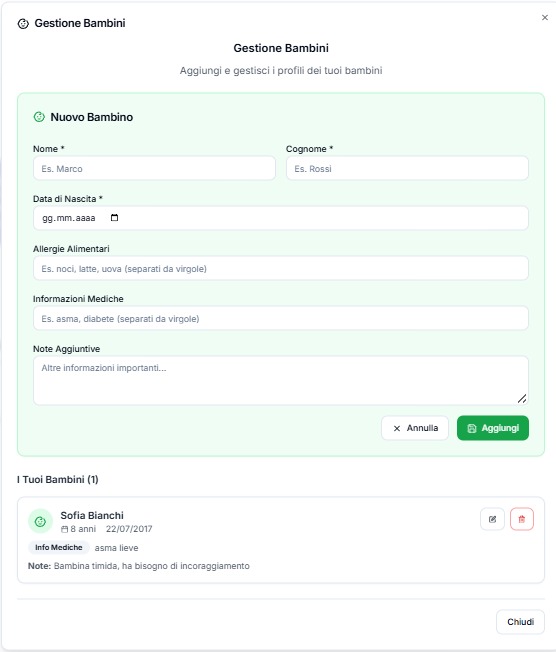 Gestione Bambini
Gestione Bambini
Aggiungi e gestisci i profili dei tuoi bambini
Nuovo Bambino
Nome * Cognome *
Es. Marco Es. Rossi
Data di Nascita *
gg.mm.aaaa
Allergie Alimentari
Es. noci, latte, uova (separati da virgole)
Informazioni Mediche
Es. asma, diabete (separati da virgole)
Note Aggiuntive
Altre informazioni importanti...
Annulla Aggiungi
I Tuoi Bambini (1)
Sofia Bianchi
8 anni 22/07/2017
Info Mediche asma lieve
Note: Bambina timida, ha bisogno di incoraggiamento
Chiudi